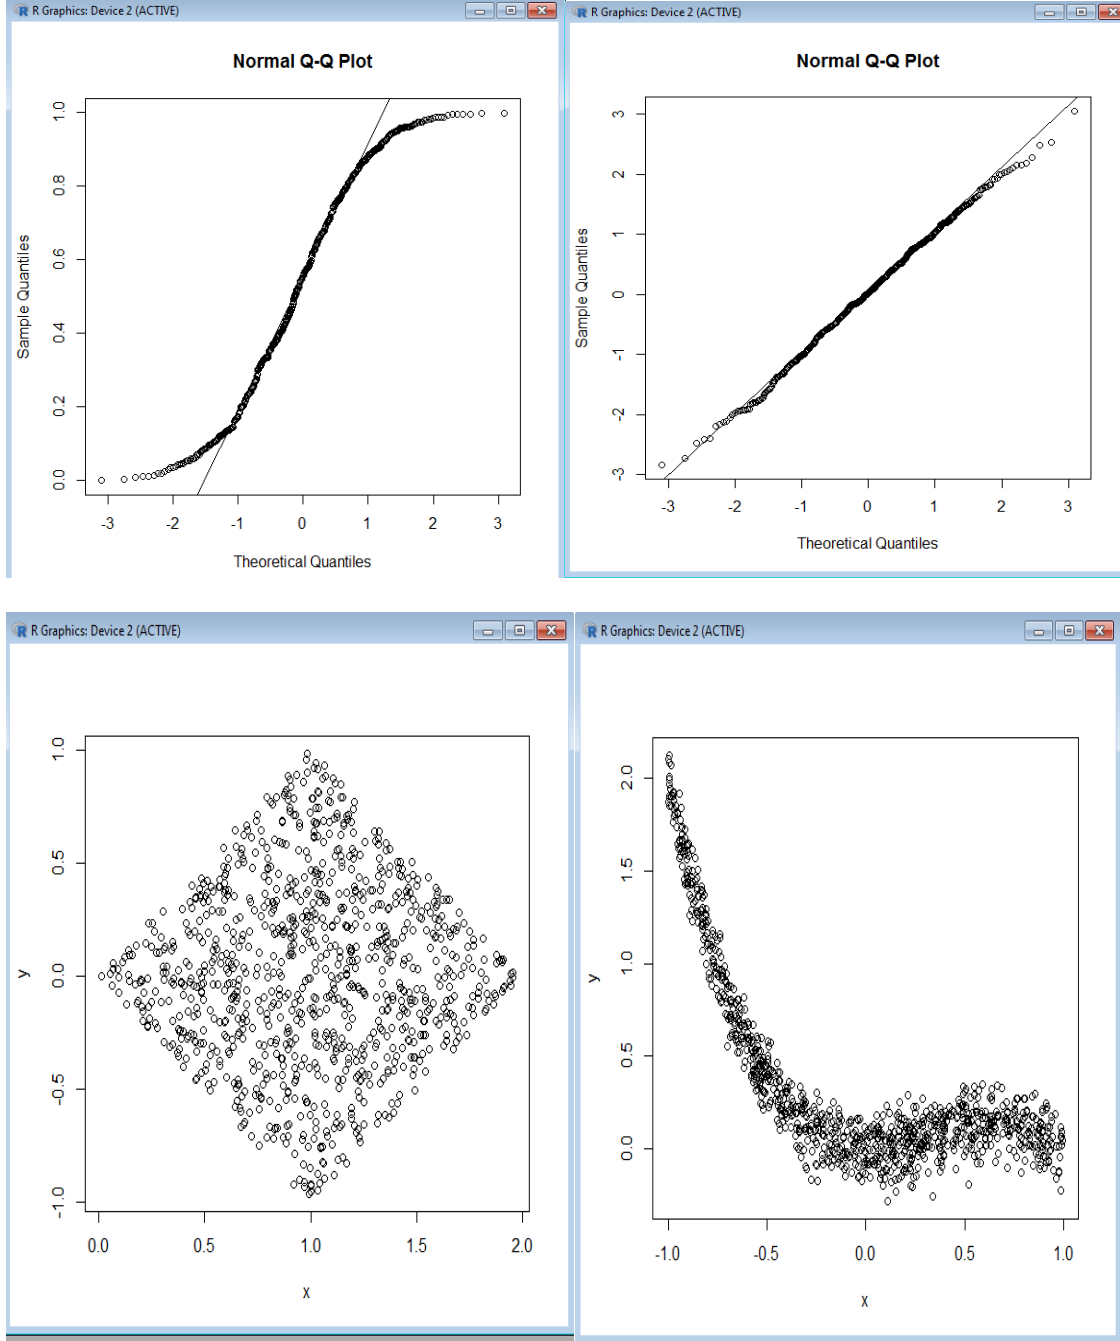 R Graphics: Device 2 (ACTIVE)
Normal Q-Q Plot
Sample Quantiles
1.0
0.8
0.6
0.4
0.2
0.0
-3 -2 -1 0 1 2 3
Theoretical Quantiles
R Graphics: Device 2 (ACTIVE)
Normal Q-Q Plot
Sample Quantiles
3
2
1
0
-1
-2
-3
-3 -2 -1 0 1 2 3
Theoretical Quantiles
R Graphics: Device 2 (ACTIVE)
y
1.0
0.5
0.0
-0.5
-1.0
0.0 0.5 1.0 1.5 2.0
x
R Graphics: Device 2 (ACTIVE)
y
2.0
1.5
1.0
0.5
0.0
-1.0 -0.5 0.0 0.5 1.0
x